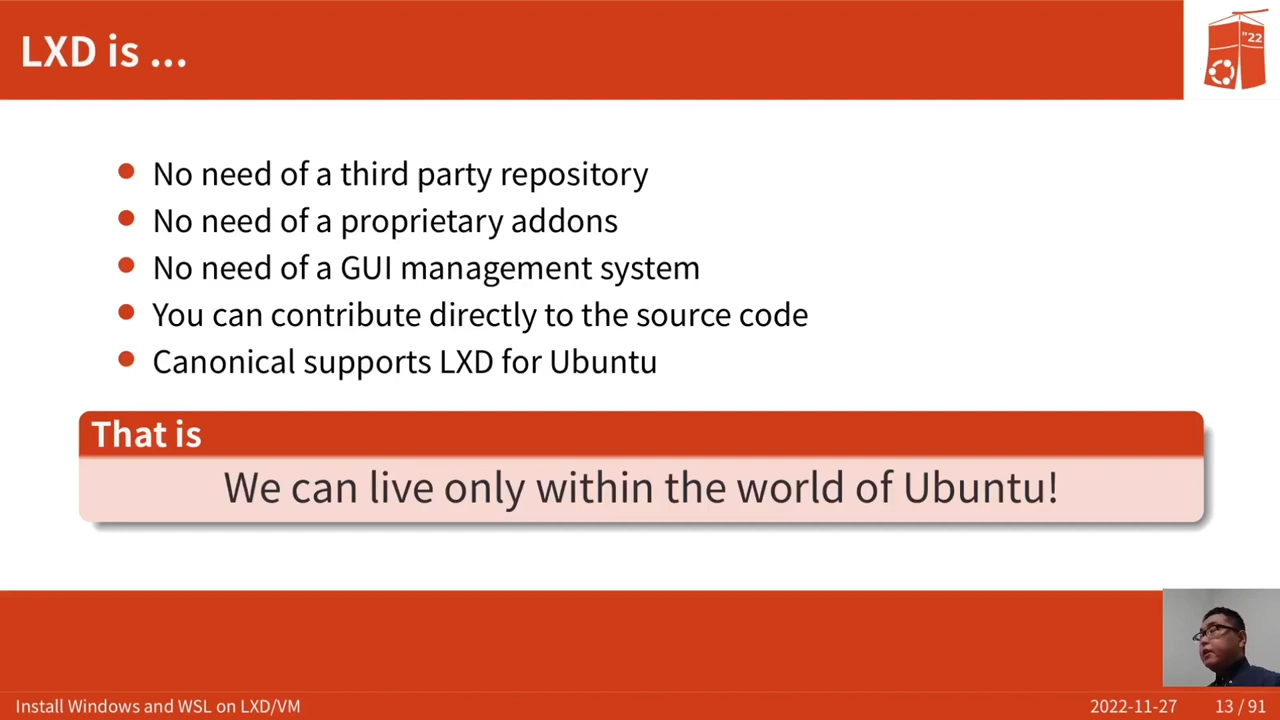 LXD is ...
'22
No need of a third party repository
No need of a proprietary addons
No need of a GUI management system
You can contribute directly to the source code
Canonical supports LXD for Ubuntu
That is
We can live only within the world of Ubuntu!
Install Windows and WSL on LXD/VM
2022-11-27
13 / 91